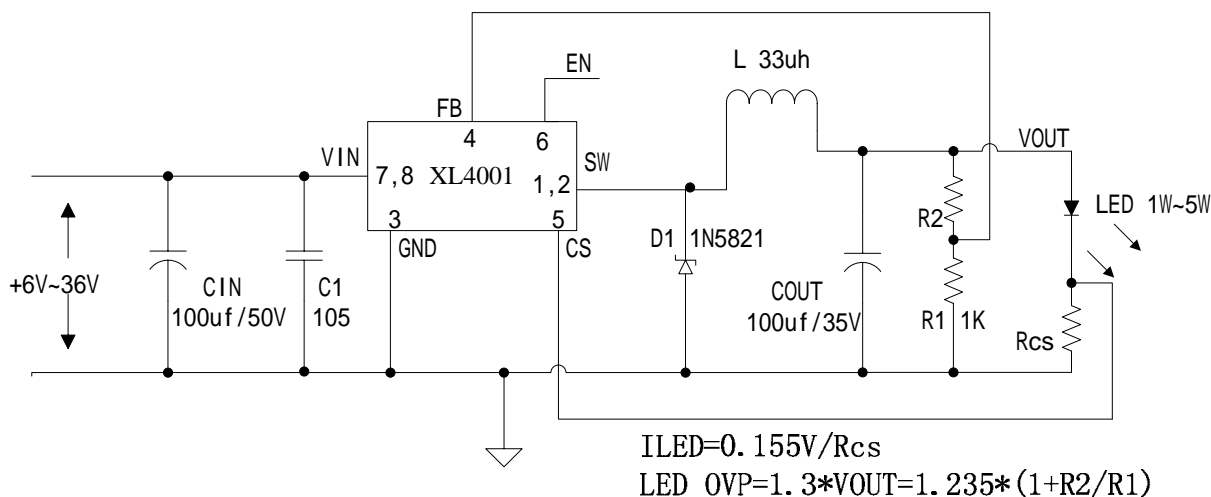 EN
L 33uh
FB
4
6
VOUT
VIN
SW
7,8
XL4001
1,2
3
5
GND
CS
R2
LED 1W~5W
D1
1N5821
+6V~36V
CIN
100uf/50V
C1
105
COUT
100uf/35V
R1
1K
Rcs
ILED=0.155V/Rcs
LED OVP=1.3*VOUT=1.235*(1+R2/R1)